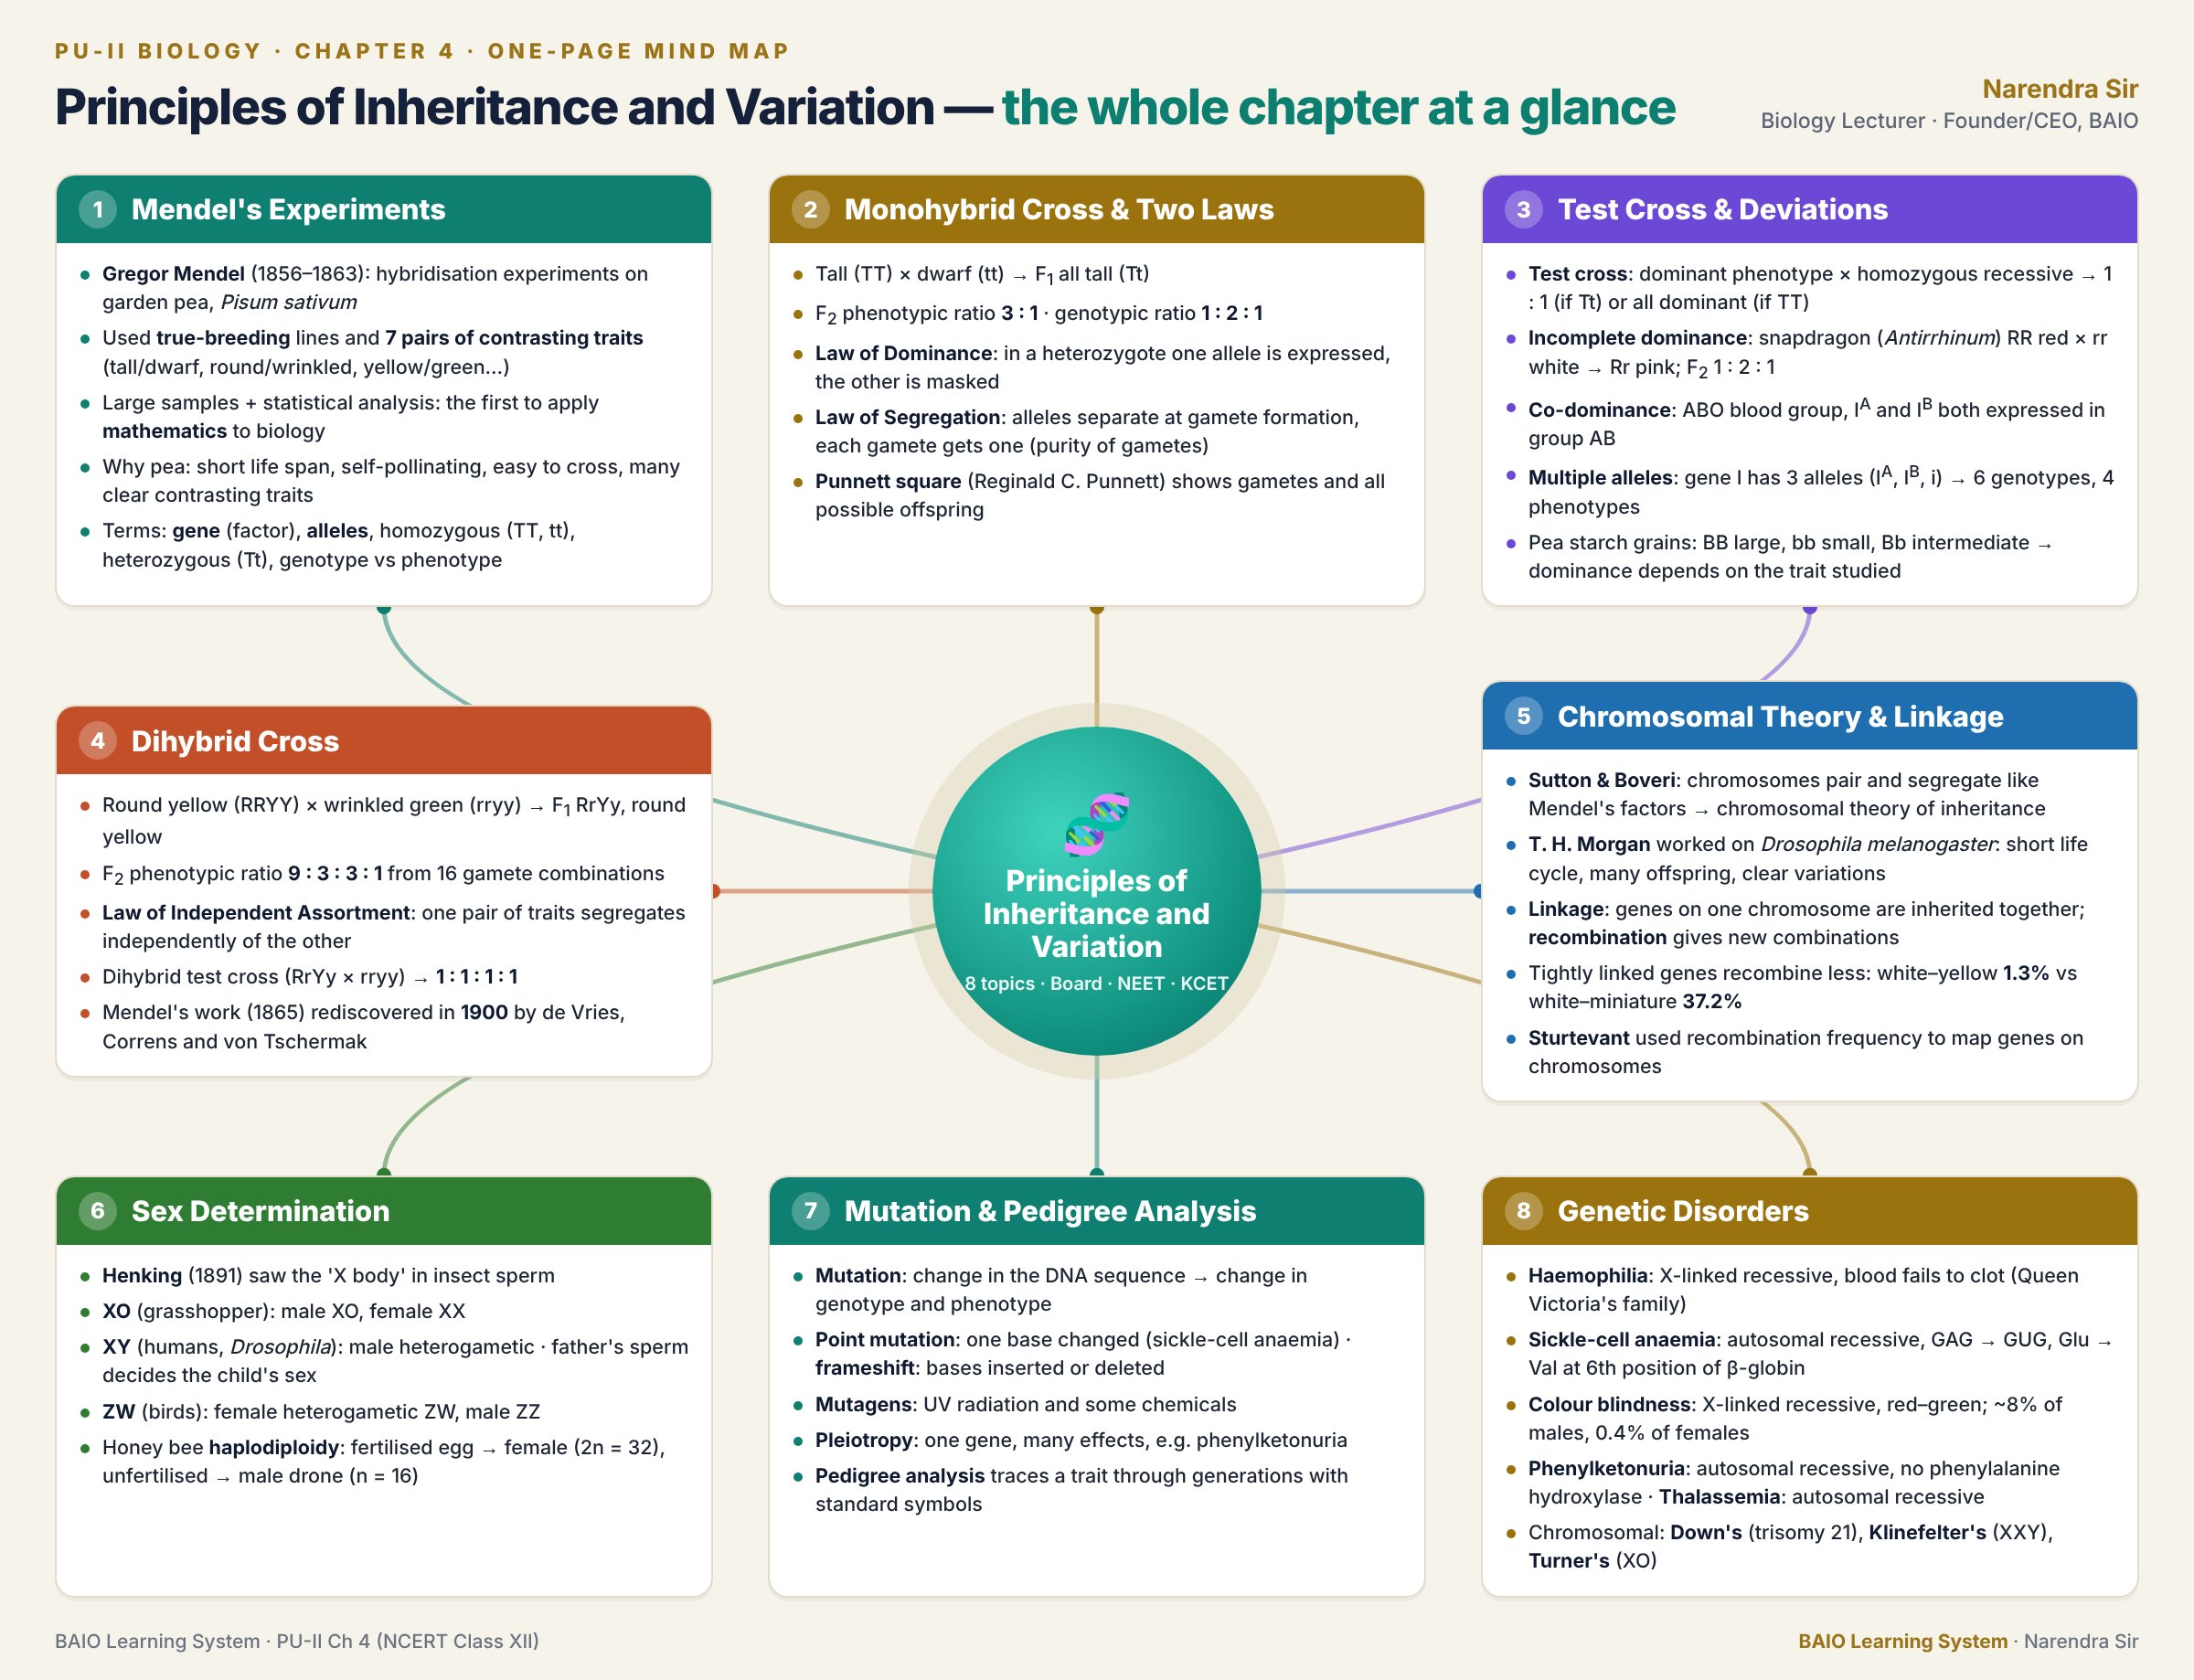 PU-II BIOLOGY · CHAPTER 4 · ONE-PAGE MIND MAP
Principles of Inheritance and Variation — the whole chapter at a glance
Narendra Sir
Biology Lecturer · Founder/CEO, BAIO
1 Mendel's Experiments
Gregor Mendel (1856–1863): hybridisation experiments on
garden pea, Pisum sativum
Used true-breeding lines and 7 pairs of contrasting traits
(tall/dwarf, round/wrinkled, yellow/green...)
Large samples + statistical analysis: the first to apply
mathematics to biology
Why pea: short life span, self-pollinating, easy to cross, many
clear contrasting traits
Terms: gene (factor), alleles, homozygous (TT, tt),
heterozygous (Tt), genotype vs phenotype
2 Monohybrid Cross & Two Laws
Tall (TT) × dwarf (tt) → F1 all tall (Tt)
F2 phenotypic ratio 3 : 1 · genotypic ratio 1 : 2 : 1
Law of Dominance: in a heterozygote one allele is expressed,
the other is masked
Law of Segregation: alleles separate at gamete formation,
each gamete gets one (purity of gametes)
Punnett square (Reginald C. Punnett) shows gametes and all
possible offspring
3 Test Cross & Deviations
Test cross: dominant phenotype × homozygous recessive → 1
: 1 (if Tt) or all dominant (if TT)
Incomplete dominance: snapdragon (Antirrhinum) RR red × rr
white → Rr pink; F2 1 : 2 : 1
Co-dominance: ABO blood group, I^A and I^B both expressed in
group AB
Multiple alleles: gene I has 3 alleles (I^A, I^B, i) → 6 genotypes, 4
phenotypes
Pea starch grains: BB large, bb small, Bb intermediate →
dominance depends on the trait studied
4 Dihybrid Cross
Round yellow (RRYY) × wrinkled green (rryy) → F1 RrYy, round
yellow
F2 phenotypic ratio 9 : 3 : 3 : 1 from 16 gamete combinations
Law of Independent Assortment: one pair of traits segregates
independently of the other
Dihybrid test cross (RrYy × rryy) → 1 : 1 : 1 : 1
Mendel's work (1865) rediscovered in 1900 by de Vries,
Correns and von Tschermak
Principles of
Inheritance and
Variation
8 topics · Board · NEET · KCET
5 Chromosomal Theory & Linkage
Sutton & Boveri: chromosomes pair and segregate like
Mendel's factors → chromosomal theory of inheritance
T. H. Morgan worked on Drosophila melanogaster: short life
cycle, many offspring, clear variations
Linkage: genes on one chromosome are inherited together;
recombination gives new combinations
Tightly linked genes recombine less: white–yellow 1.3% vs
white–miniature 37.2%
Sturtevant used recombination frequency to map genes on
chromosomes
6 Sex Determination
Henking (1891) saw the 'X body' in insect sperm
XO (grasshopper): male XO, female XX
XY (humans, Drosophila): male heterogametic · father's sperm
decides the child's sex
ZW (birds): female heterogametic ZW, male ZZ
Honey bee haplodiploidy: fertilised egg → female (2n = 32),
unfertilised → male drone (n = 16)
7 Mutation & Pedigree Analysis
Mutation: change in the DNA sequence → change in
genotype and phenotype
Point mutation: one base changed (sickle-cell anaemia) ·
frameshift: bases inserted or deleted
Mutagens: UV radiation and some chemicals
Pleiotropy: one gene, many effects, e.g. phenylketonuria
Pedigree analysis traces a trait through generations with
standard symbols
8 Genetic Disorders
Haemophilia: X-linked recessive, blood fails to clot (Queen
Victoria's family)
Sickle-cell anaemia: autosomal recessive, GAG → GUG, Glu →
Val at 6th position of β-globin
Colour blindness: X-linked recessive, red–green; ~8% of
males, 0.4% of females
Phenylketonuria: autosomal recessive, no phenylalanine
hydroxylase · Thalassemia: autosomal recessive
Chromosomal: Down's (trisomy 21), Klinefelter's (XXY),
Turner's (XO)
BAIO Learning System · PU-II Ch 4 (NCERT Class XII)
BAIO Learning System · Narendra Sir